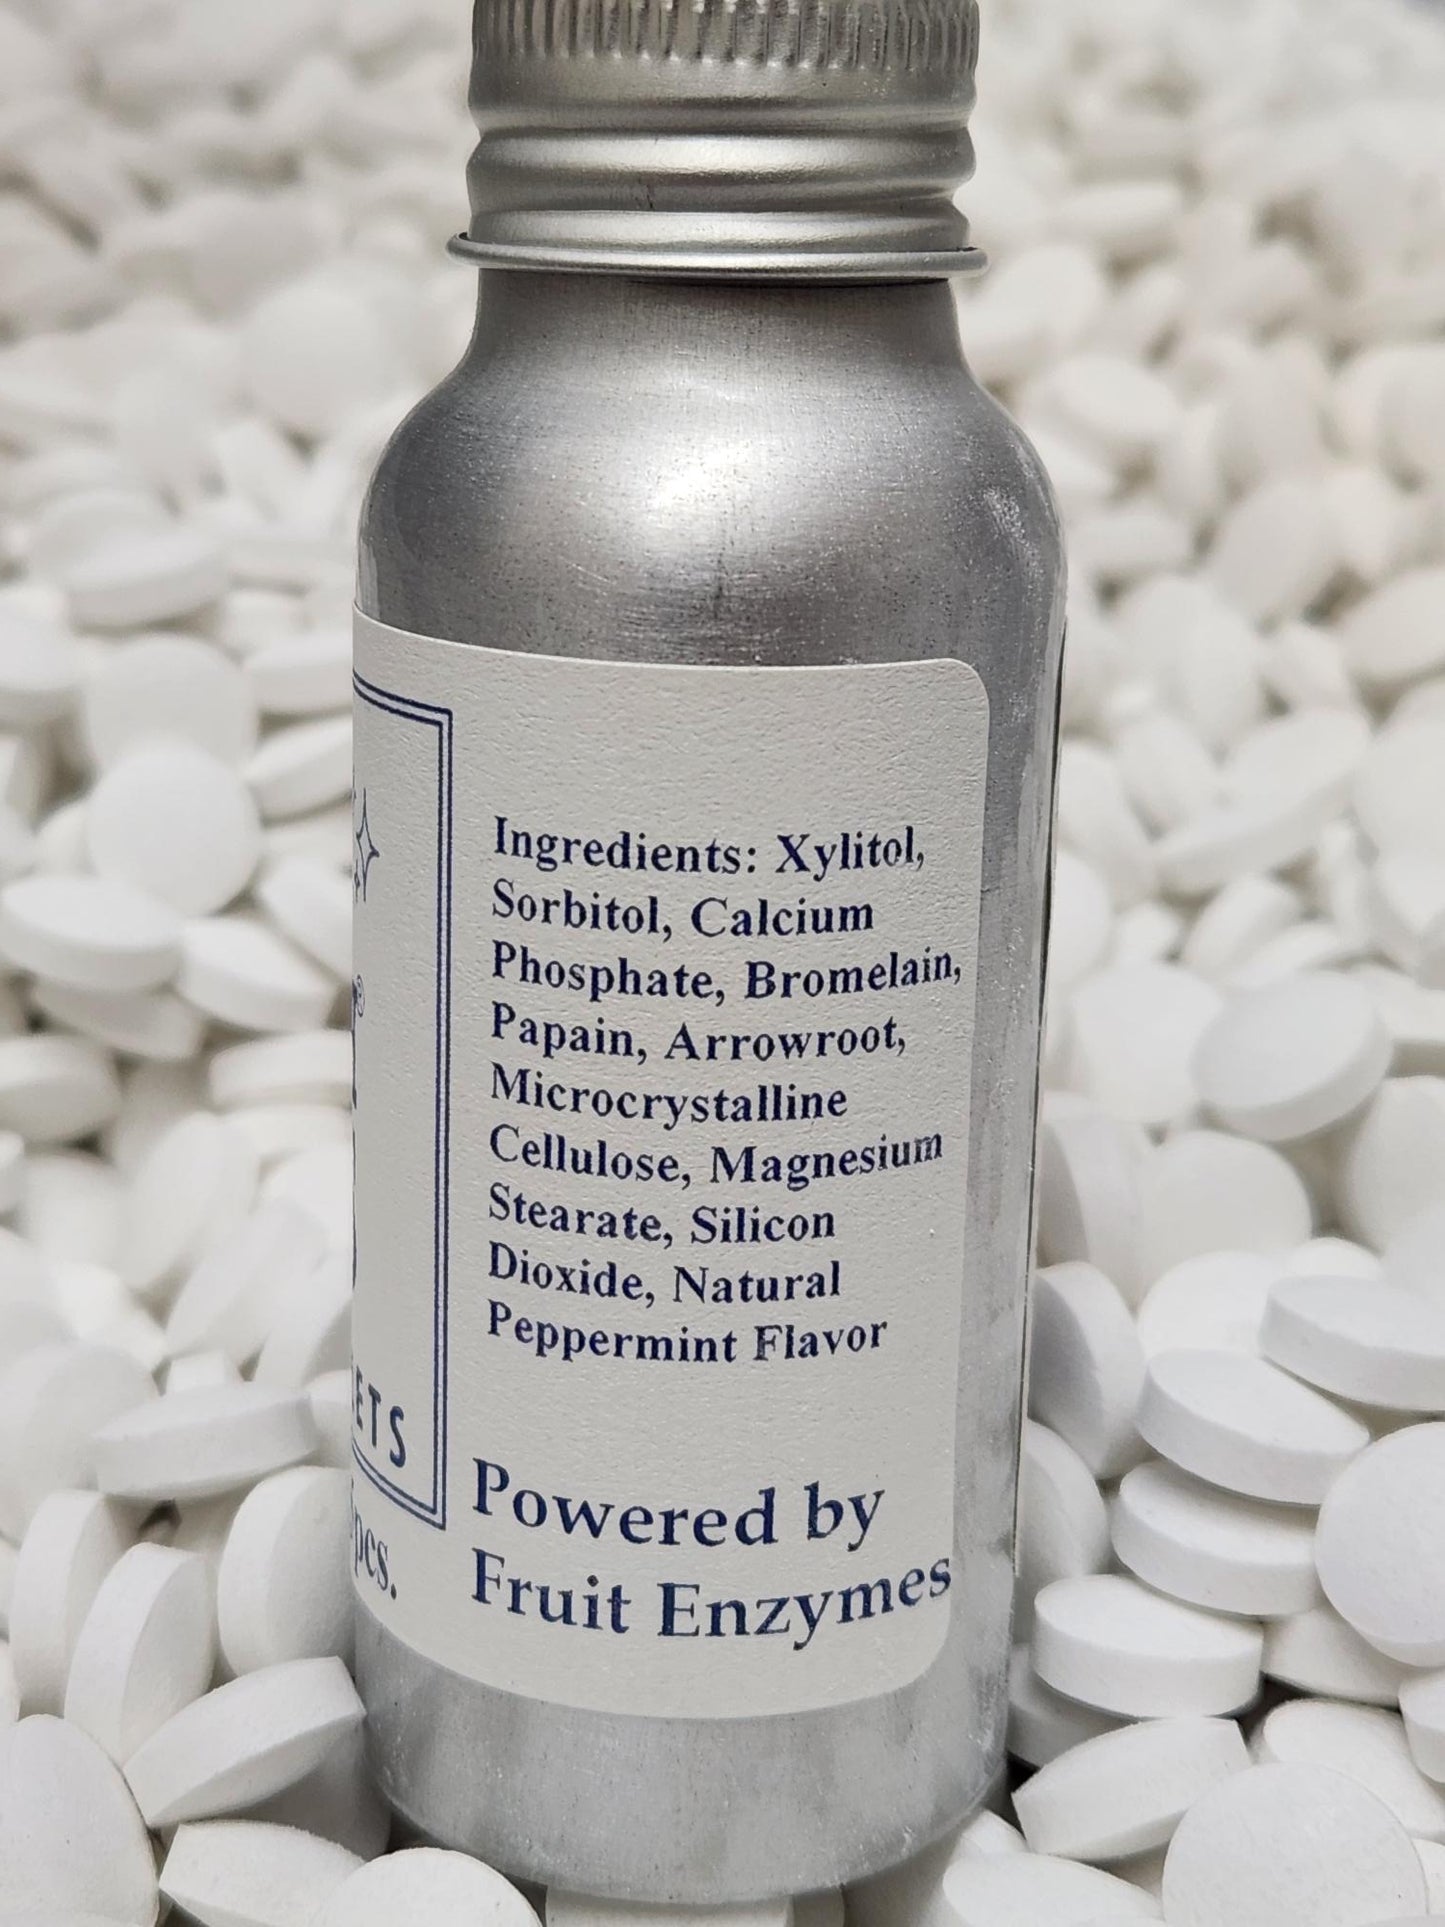 Ingredients: Xylitol,
Sorbitol, Calcium
Phosphate, Bromelain,
Papain, Arrowroot,
Microcrystalline
Cellulose, Magnesium
Stearate, Silicon
Dioxide, Natural
Peppermint Flavor
Powered by
Fruit Enzymes
pcs.